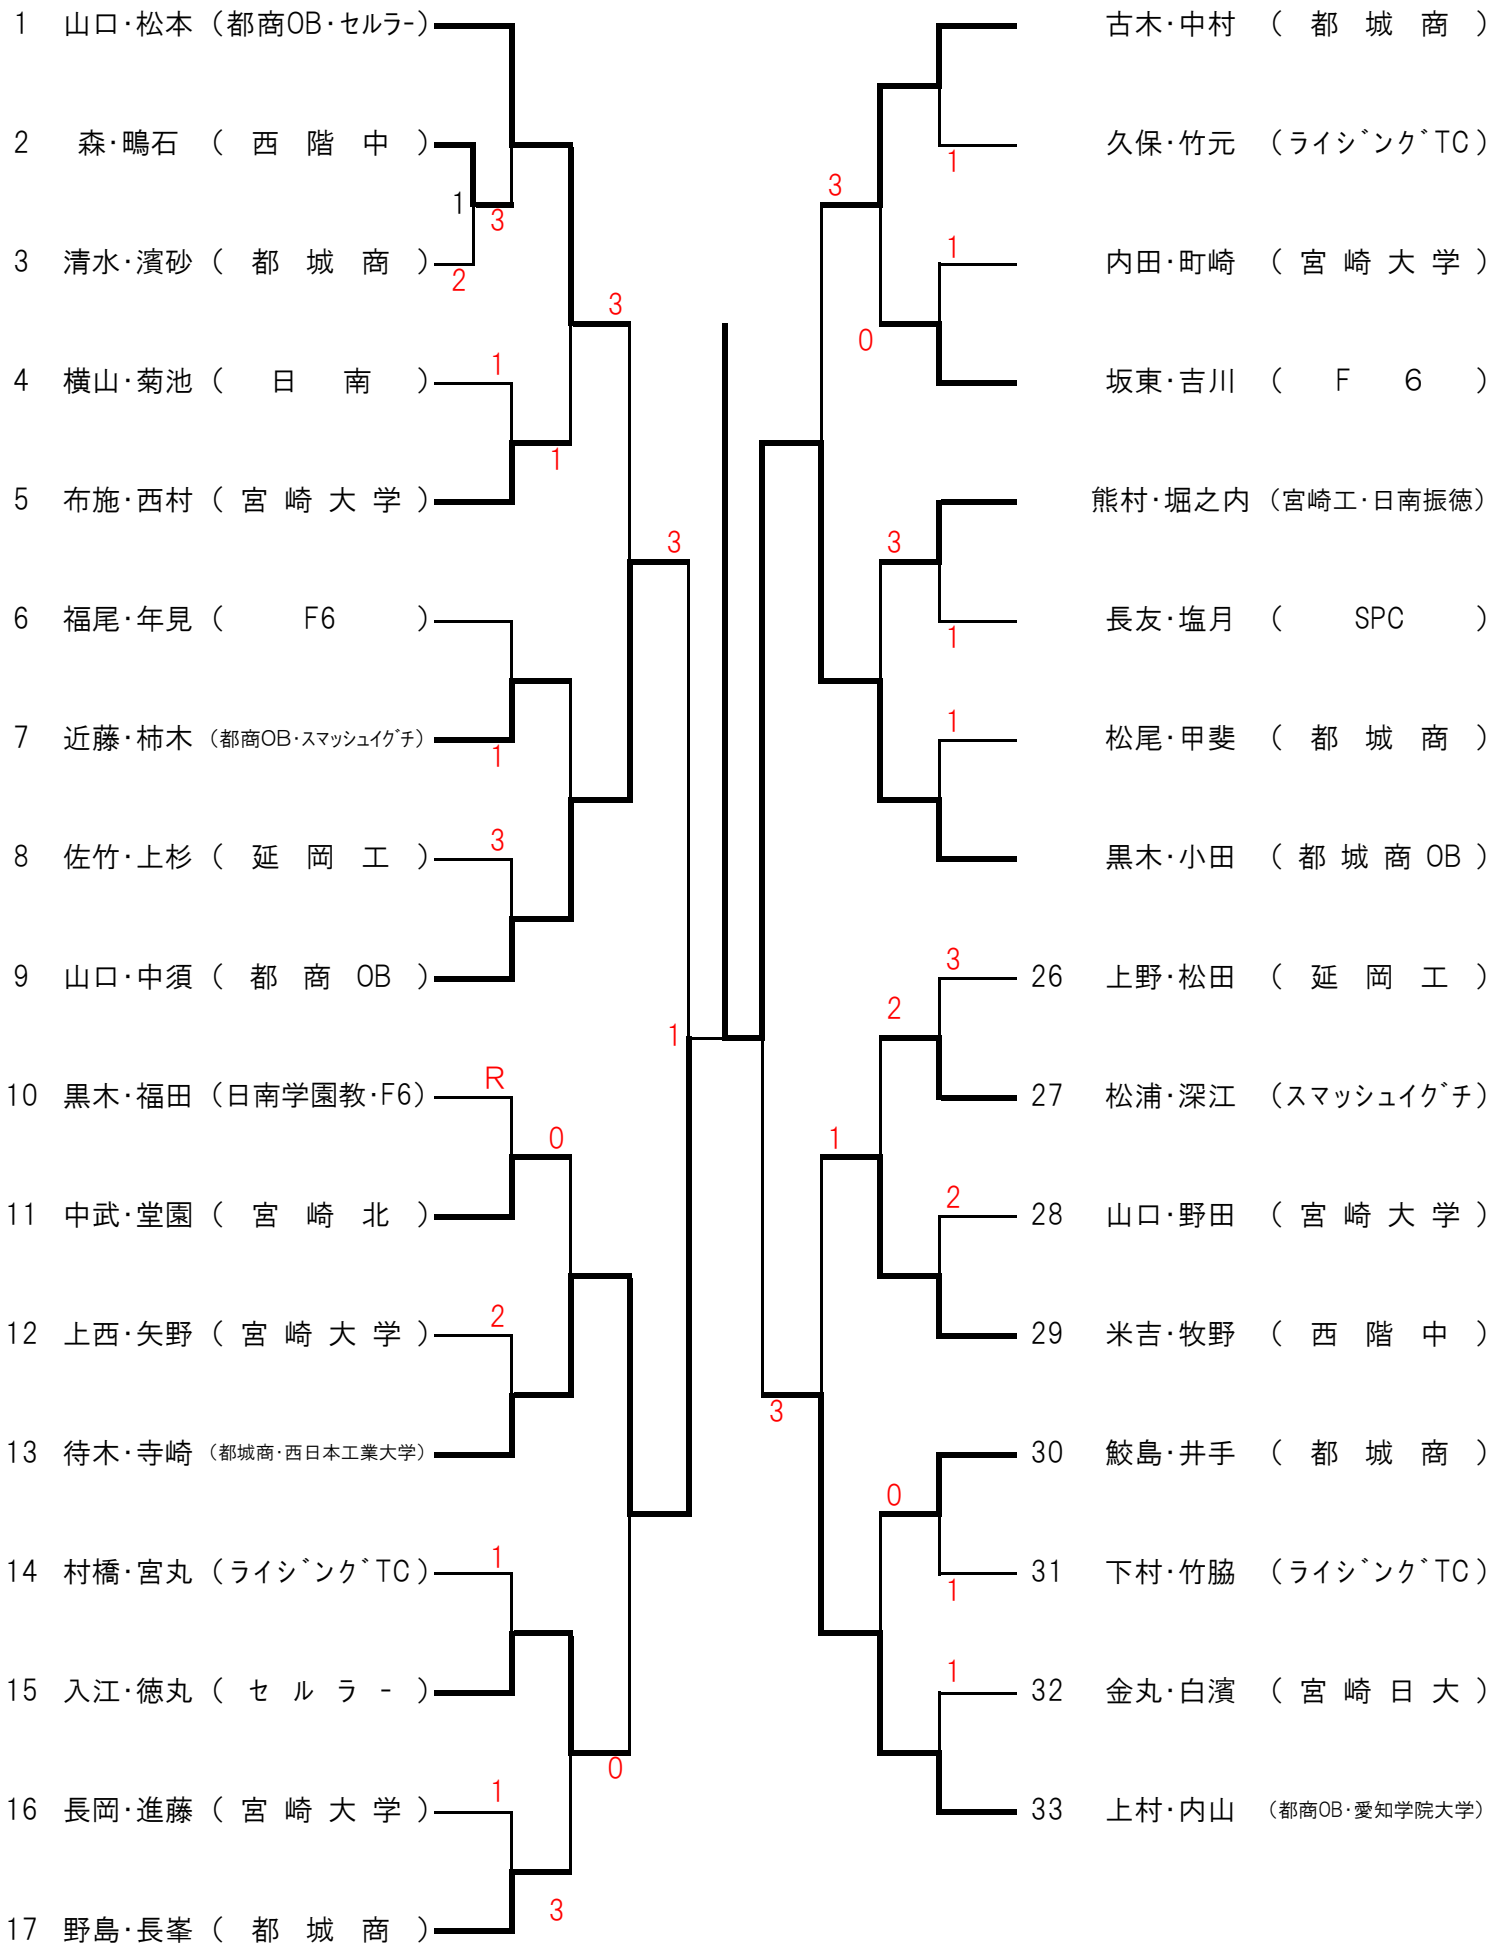 1 山口・松本 (都商OB・セルラー)
2 森・鴫石 ( 西 階 中 )
1
3
3 清水・濱砂 ( 都 城 商 )
2
3
4 横山・菊池 ( 日 南 )
1
1
5 布施・西村 ( 宮 崎 大 学 )
3
6 福尾・年見 ( F6 )
7 近藤・柿木 (都商OB・スマッシュイグチ)
1
8 佐竹・上杉 ( 延 岡 工 )
3
9 山口・中須 ( 都 商 OB )
1
10 黒木・福田 (日南学園教・F6)
R
0
11 中武・堂園 ( 宮 崎 北 )
12 上西・矢野 ( 宮 崎 大 学 )
2
13 待木・寺崎 (都城商・西日本工業大学)
14 村橋・宮丸 (ライジングTC)
1
15 入江・徳丸 ( セ ル ラ ー )
0
16 長岡・進藤 ( 宮 崎 大 学 )
1
3
17 野島・長峯 ( 都 城 商 )
古木・中村 ( 都 城 商 )
久保・竹元 (ライジングTC)
1
3
1
内田・町崎 ( 宮 崎 大 学 )
0
坂東・吉川 ( F 6 )
熊村・堀之内 (宮崎工・日南振徳)
3
長友・塩月 ( SPC )
1
1
松尾・甲斐 ( 都 城 商 )
黒木・小田 ( 都 城 商 OB )
3
26 上野・松田 ( 延 岡 工 )
2
27 松浦・深江 (スマッシュイグチ)
1
2
28 山口・野田 ( 宮 崎 大 学 )
29 米吉・牧野 ( 西 階 中 )
3
30 鮫島・井手 ( 都 城 商 )
0
31 下村・竹脇 (ライジングTC)
1
1
32 金丸・白濱 ( 宮 崎 日 大 )
33 上村・内山 (都商OB・愛知学院大学)